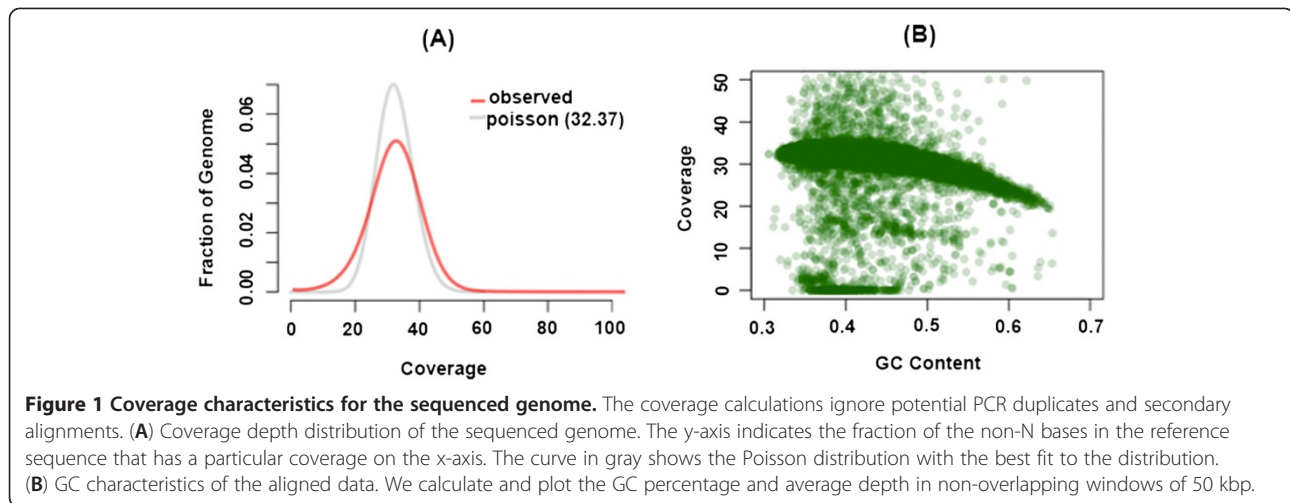 (A)
Fraction of Genome
0.06
0.04
0.02
0.00
observed
poisson (32.37)
0 20 40 60 80 100
Coverage
(B)
Coverage
50
40
30
20
10
0
0.3 0.4 0.5 0.6 0.7
GC Content
Figure 1 Coverage characteristics for the sequenced genome. The coverage calculations ignore potential PCR duplicates and secondary
alignments. (A) Coverage depth distribution of the sequenced genome. The y-axis indicates the fraction of the non-N bases in the reference
sequence that has a particular coverage on the x-axis. The curve in gray shows the Poisson distribution with the best fit to the distribution.
(B) GC characteristics of the aligned data. We calculate and plot the GC percentage and average depth in non-overlapping windows of 50 kbp.